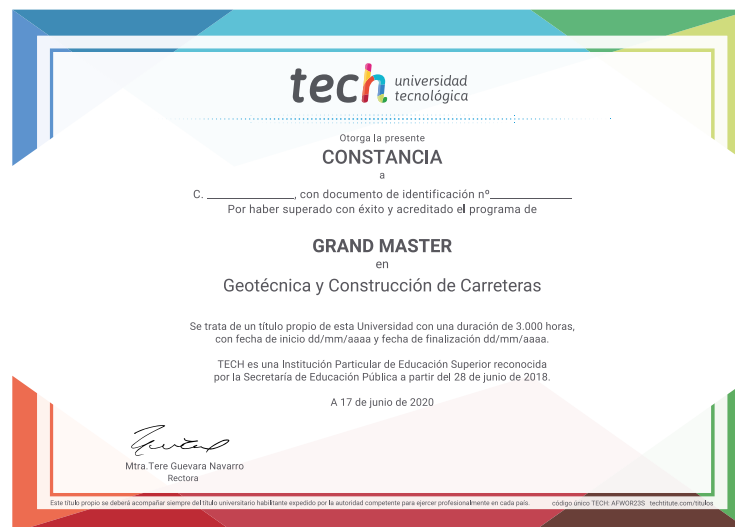 tech universidad
tecnológica
Otorga la presente
CONSTANCIA
a
C. ______________, con documento de identificación nº______________
Por haber superado con éxito y acreditado el programa de
GRAND MASTER
en
Geotécnica y Construcción de Carreteras
Se trata de un título propio de esta Universidad con una duración de 3.000 horas,
con fecha de inicio dd/mm/aaaa y fecha de finalización dd/mm/aaaa.
TECH es una Institución Particular de Educación Superior reconocida
por la Secretaría de Educación Pública a partir del 28 de junio de 2018.
A 17 de junio de 2020
Mtra.Tere Guevara Navarro
Rectora
Este título propio se deberá acompañar siempre del título universitario habilitante expedido por la autoridad competente para ejercer profesionalmente en cada país. código único TECH: AFWOR23S techtitute.com/titulos